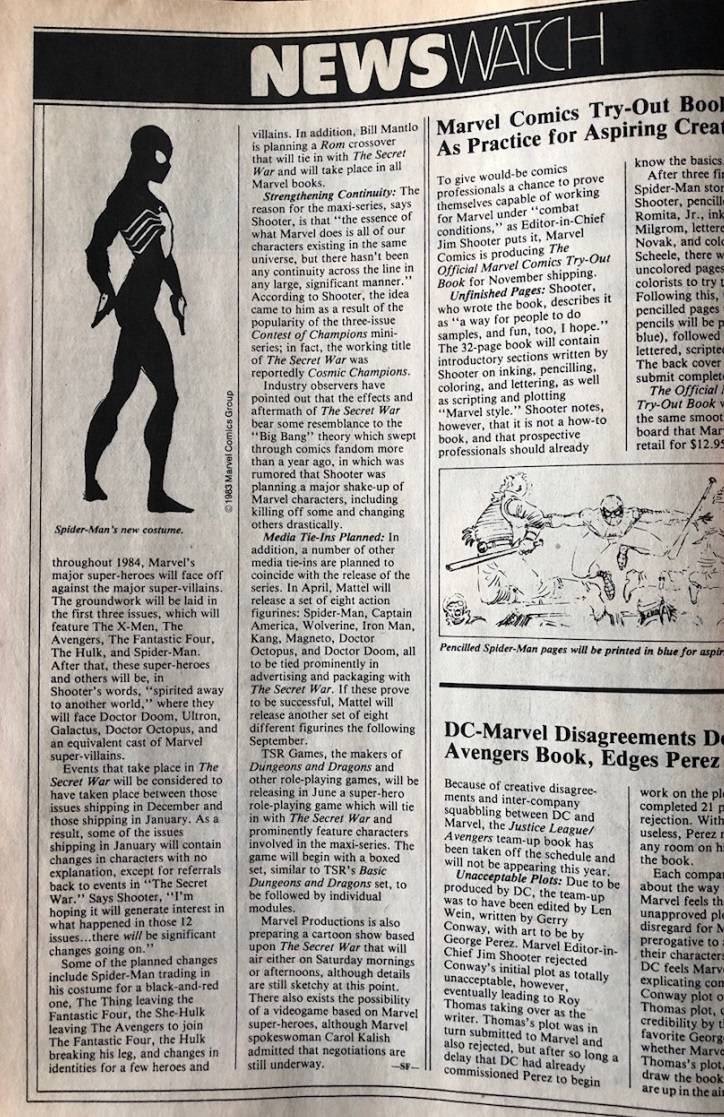 NEWSWATCH
Spider-Man's new costume.
© 1983 Marvel Comics Group
throughout 1984, Marvel's
major super-heroes will face off
against the major super-villains.
The groundwork will be laid in
the first three issues, which will
feature The X-Men, The
Avengers, The Fantastic Four,
The Hulk, and Spider-Man.
After that, these super-heroes
and others will be, in
Shooter's words, "spirited away
to another world," where they
will face Doctor Doom, Ultron,
Galactus, Doctor Octopus, and
an equivalent cast of Marvel
super-villains.
Events that take place in The
Secret War will be considered to
have taken place between those
issues shipping in December and
those shipping in January. As a
result, some of the issues
shipping in January will contain
changes in characters with no
explanation, except for referrals
back to events in "The Secret
War." Says Shooter, "I'm
hoping it will generate interest in
what happened in those 12
issues...there will be significant
changes going on."
Some of the planned changes
include Spider-Man trading in
his costume for a black-and-red
one, The Thing leaving the
Fantastic Four, the She-Hulk
leaving The Avengers to join
The Fantastic Four, the Hulk
breaking his leg, and changes in
identities for a few heroes and
villains. In addition, Bill Mantlo
is planning a Rom crossover
that will tie in with The Secret
War and will take place in all
Marvel books.
Strengthening Continuity: The
reason for the maxi-series, says
Shooter, is that "the essence of
what Marvel does is all of our
characters existing in the same
universe, but there hasn't been
any continuity across the line in
any large, significant manner."
According to Shooter, the idea
came to him as a result of the
popularity of the three-issue
Contest of Champions mini-
series; in fact, the working title
of The Secret War was
reportedly Cosmic Champions.
Industry observers have
pointed out that the effects and
aftermath of The Secret War
bear some resemblance to the
"Big Bang" theory which swept
through comics fandom more
than a year ago, in which was
rumored that Shooter was
planning a major shake-up of
Marvel characters, including
killing off some and changing
others drastically.
Media Tie-Ins Planned: In
addition, a number of other
media tie-ins are planned to
coincide with the release of the
series. In April, Mattel will
release a set of eight action
figurines: Spider-Man, Captain
America, Wolverine, Iron Man,
Kang, Magneto, Doctor
Octopus, and Doctor Doom, all
to be tied prominently in
advertising and packaging with
The Secret War. If these prove
to be successful, Mattel will
release another set of eight
different figurines the following
September.
TSR Games, the makers of
Dungeons and Dragons and
other role-playing games, will be
releasing in June a super-hero
role-playing game which will tie
in with The Secret War and
prominently feature characters
involved in the maxi-series. The
game will begin with a boxed
set, similar to TSR's Basic
Dungeons and Dragons set, to
be followed by individual
modules.
Marvel Productions is also
preparing a cartoon show based
upon The Secret War that will
air either on Saturday mornings
or afternoons, although details
are still sketchy at this point.
There also exists the possibility
of a videogame based on Marvel
super-heroes, although Marvel
spokeswoman Carol Kalish
admitted that negotiations are
still underway. —SF—
Marvel Comics Try-Out Book
As Practice for Aspiring Creat
To give would-be comics
professionals a chance to prove
themselves capable of working
for Marvel under "combat
conditions," as Editor-in-Chief
Jim Shooter puts it, Marvel
Comics is producing The
Official Marvel Comics Try-Out
Book for November shipping.
Unfinished Pages: Shooter,
who wrote the book, describes it
as "a way for people to do
samples, and fun, too, I hope."
The 32-page book will contain
introductory sections written by
Shooter on inking, pencilling,
coloring, and lettering, as well
as scripting and plotting
"Marvel style." Shooter notes,
however, that it is not a how-to
book, and that prospective
professionals should already
know the basics.
After three fi
Spider-Man stor
Shooter, pencill
Romita, Jr., ink
Milgrom, lettere
Novak, and colo
Scheele, there w
uncolored pages
colorists to try t
Following this,
pencilled pages
pencils will be p
blue), followed
lettered, scripte
The back cover
submit complet
The Official
Try-Out Book w
the same smoot
board that Mar
retail for $12.95
Pencilled Spider-Man pages will be printed in blue for aspir
DC-Marvel Disagreements De
Avengers Book, Edges Perez
Because of creative disagree-
ments and inter-company
squabbling between DC and
Marvel, the Justice League/
Avengers team-up book has
been taken off the schedule and
will not be appearing this year.
Unacceptable Plots: Due to be
produced by DC, the team-up
was to have been edited by Len
Wein, written by Gerry
Conway, with art to be by
George Perez. Marvel Editor-in-
Chief Jim Shooter rejected
Conway's initial plot as totally
unacceptable, however,
eventually leading to Roy
Thomas taking over as the
writer. Thomas's plot was in
turn submitted to Marvel and
also rejected, but after so long a
delay that DC had already
commissioned Perez to begin
work on the plo
completed 21 p
rejection. With
useless, Perez r
any room on hi
the book.
Each compa
about the way
Marvel feels th
unapproved plo
disregard for M
prerogative to
their characters
DC feels Marv
explicating con
Conway plot o
Thomas plot, c
credibility by t
favorite Georg
whether Marv
Thomas's plot,
draw the book
are up in the air